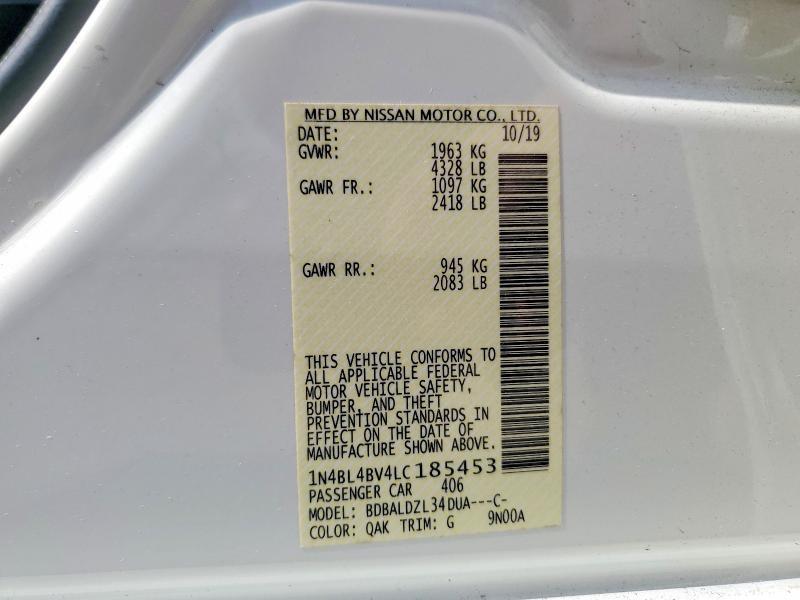 MFD BY NISSAN MOTOR CO., LTD.
DATE: 10/19
GVWR: 1963 KG
4328 LB
GAWR FR.: 1097 KG
2418 LB
GAWR RR.: 945 KG
2083 LB
THIS VEHICLE CONFORMS TO
ALL APPLICABLE FEDERAL
MOTOR VEHICLE SAFETY,
BUMPER, AND THEFT
PREVENTION STANDARDS IN
EFFECT ON THE DATE OF
MANUFACTURE SHOWN ABOVE.
1N4BL4BV4LC185453
PASSENGER CAR 406
MODEL: BDBALDZL34DUA---C-
COLOR: QAK TRIM: G 9N00A